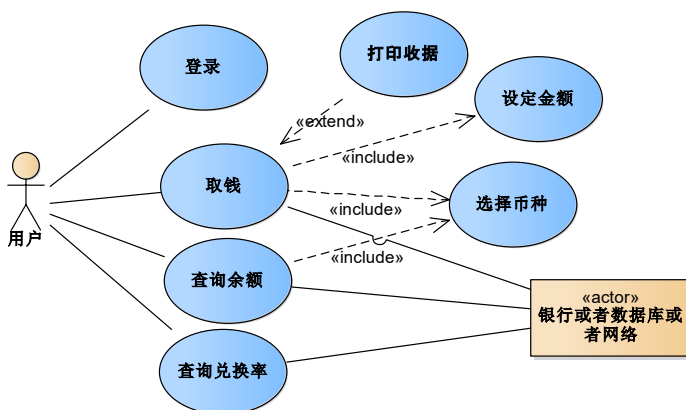 打印收据
登录
设定金额
«extend»
«include»
取钱
选择币种
«include»
用户
«include»
查询余额
«actor»
银行或者数据库或
者网络
查询兑换率